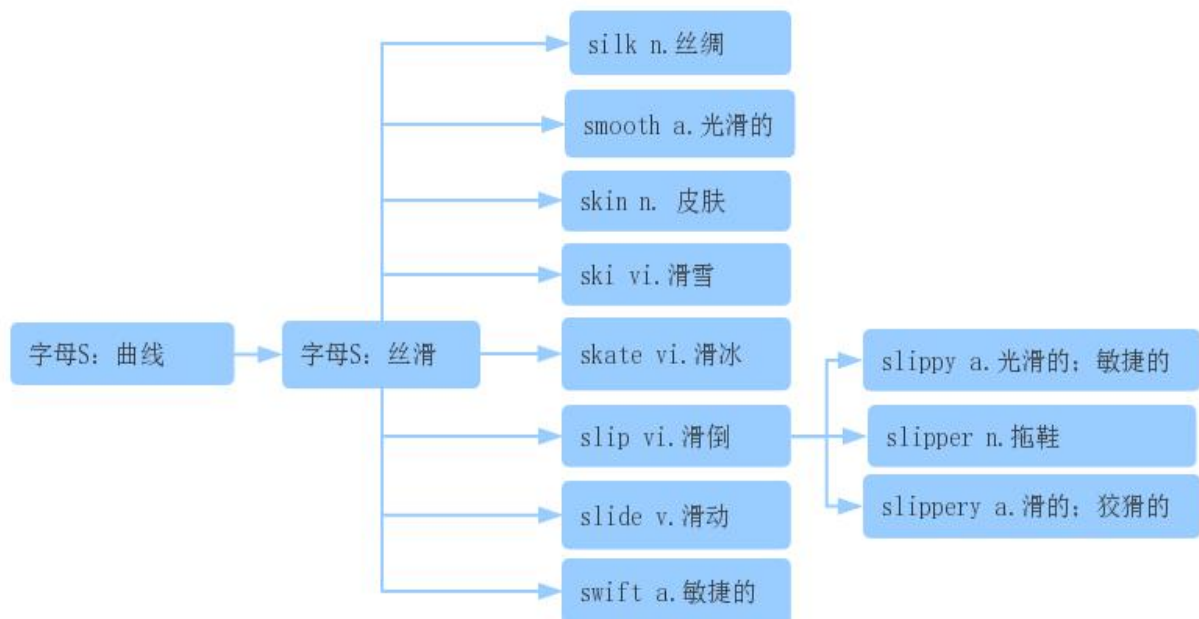 字母S: 曲线
字母S: 丝滑
silk n.丝绸
smooth a.光滑的
skin n. 皮肤
ski vi.滑雪
skate vi.滑冰
slip vi.滑倒
slippy a.光滑的; 敏捷的
slipper n.拖鞋
slippery a.滑的; 狡猾的
slide v.滑动
swift a.敏捷的